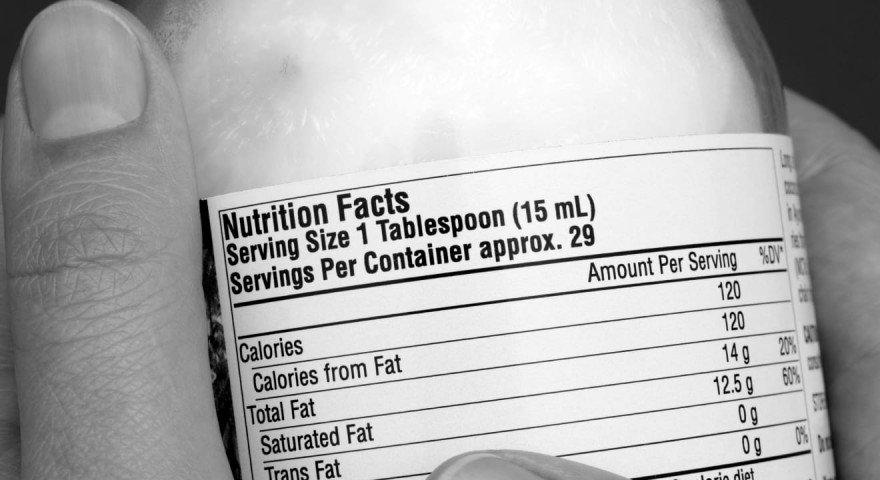 Nutrition Facts
Serving Size 1 Tablespoon (15 mL)
Servings Per Container approx. 29
Amount Per Serving %DV*
Calories 120
Calories from Fat 120
Total Fat 14 g 20%
Saturated Fat 12.5 g 60%
Trans Fat 0 g
0 g 0%
diet